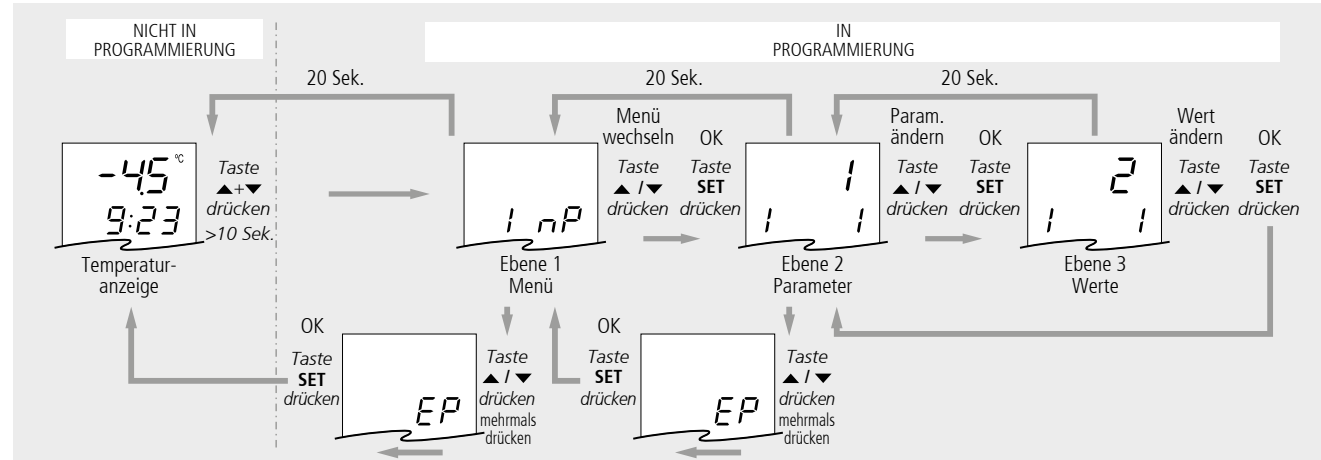 NICHT IN
PROGRAMMIERUNG
IN
PROGRAMMIERUNG
20 Sek.
20 Sek.
20 Sek.
-4.5 °C
9:23
Taste
▲+▼
drücken
>10 Sek.
Temperatur-
anzeige
1 nP
Ebene 1
Menü
Menü
wechseln
Taste
▲ / ▼
drücken
OK
Taste
SET
drücken
1
1 1
Ebene 2
Parameter
Param.
ändern
Taste
▲ / ▼
drücken
OK
Taste
SET
drücken
2
1 1
Ebene 3
Werte
Wert
ändern
Taste
▲ / ▼
drücken
OK
Taste
SET
drücken
OK
Taste
SET
drücken
EP
Taste
▲ / ▼
drücken
mehrmals
drücken
OK
Taste
SET
drücken
EP
Taste
▲ / ▼
drücken
mehrmals
drücken